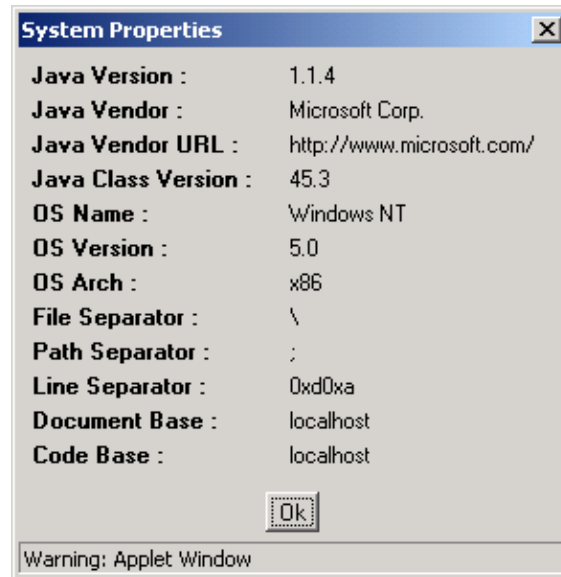 System Properties
Java Version : 1.1.4
Java Vendor : Microsoft Corp.
Java Vendor URL : http://www.microsoft.com/
Java Class Version : 45.3
OS Name : Windows NT
OS Version : 5.0
OS Arch : x86
File Separator : \
Path Separator : ;
Line Separator : 0xd0xa
Document Base : localhost
Code Base : localhost
Ok
Warning: Applet Window